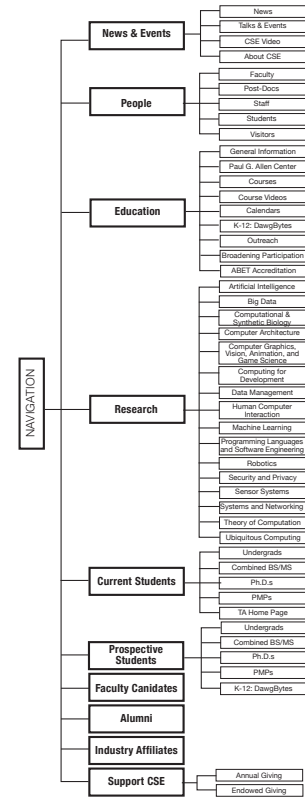 NAVIGATION
News & Events
News
Talks & Events
CSE Video
About CSE
People
Faculty
Post-Docs
Staff
Students
Visitors
Education
General Information
Paul G. Allen Center
Courses
Course Videos
Calendars
K-12: DawgBytes
Outreach
Broadening Participation
ABET Accreditation
Research
Artificial Intelligence
Big Data
Computational &
Synthetic Biology
Computer Architecture
Computer Graphics,
Vision, Animation, and
Game Science
Computing for
Development
Data Management
Human Computer
Interaction
Machine Learning
Programming Languages
and Software Engineering
Robotics
Security and Privacy
Sensor Systems
Systems and Networking
Theory of Computation
Ubiquitous Computing
Current Students
Undergrads
Combined BS/MS
Ph.D.s
PMPs
TA Home Page
Prospective
Students
Undergrads
Combined BS/MS
Ph.D.s
PMPs
K-12: DawgBytes
Faculty Canidates
Alumni
Industry Affiliates
Support CSE
Annual Giving
Endowed Giving